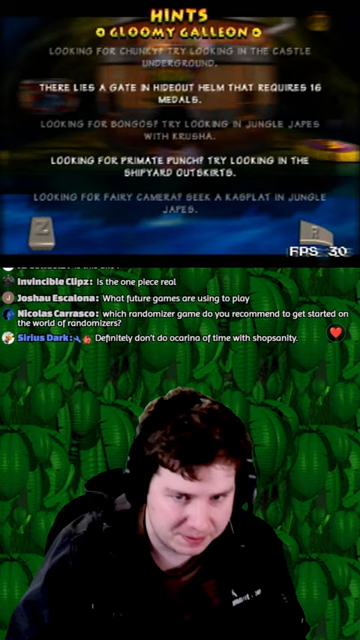 HINTS
GLOOMY GALLEON
LOOKING FOR CHUNKY? TRY LOOKING IN THE CASTLE
UNDERGROUND.
THERE LIES A GATE IN HIDEOUT HELM THAT REQUIRES 16
MEDALS.
LOOKING FOR BONGOS? TRY LOOKING IN JUNGLE JAPES
WITH KRUSHA.
LOOKING FOR PRIMATE PUNCH? TRY LOOKING IN THE
SHIPYARD OUTSKIRTS.
LOOKING FOR FAIRY CAMERA? SEEK A KASPLAT IN JUNGLE
JAPES.
Z
R
FPS 30
Invincible Clipz: Is the one piece real
J Joshau Escalona: What future games are using to play
Nicolas Carrasco: which randomizer game do you recommend to get started on
the world of randomizers?
Sirius Dark: Definitely don't do ocarina of time with shopsanity.